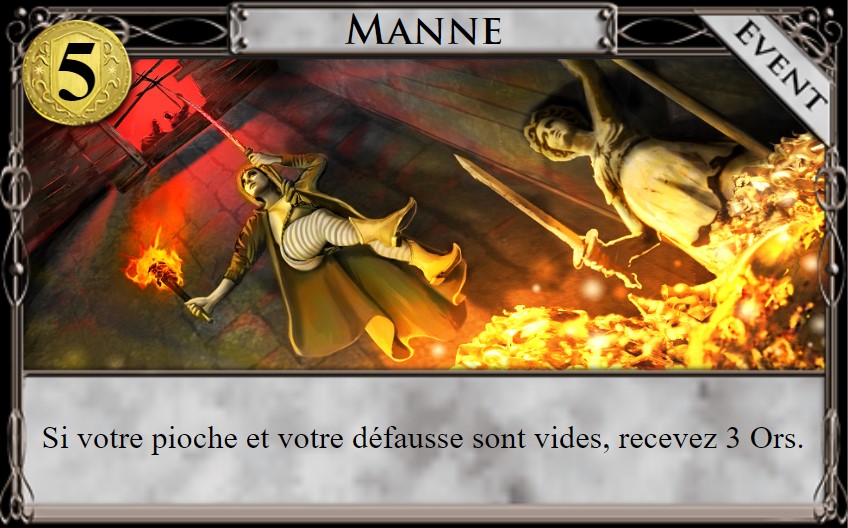 Manne
5
EVENT
Si votre pioche et votre défausse sont vides, recevez 3 Ors.